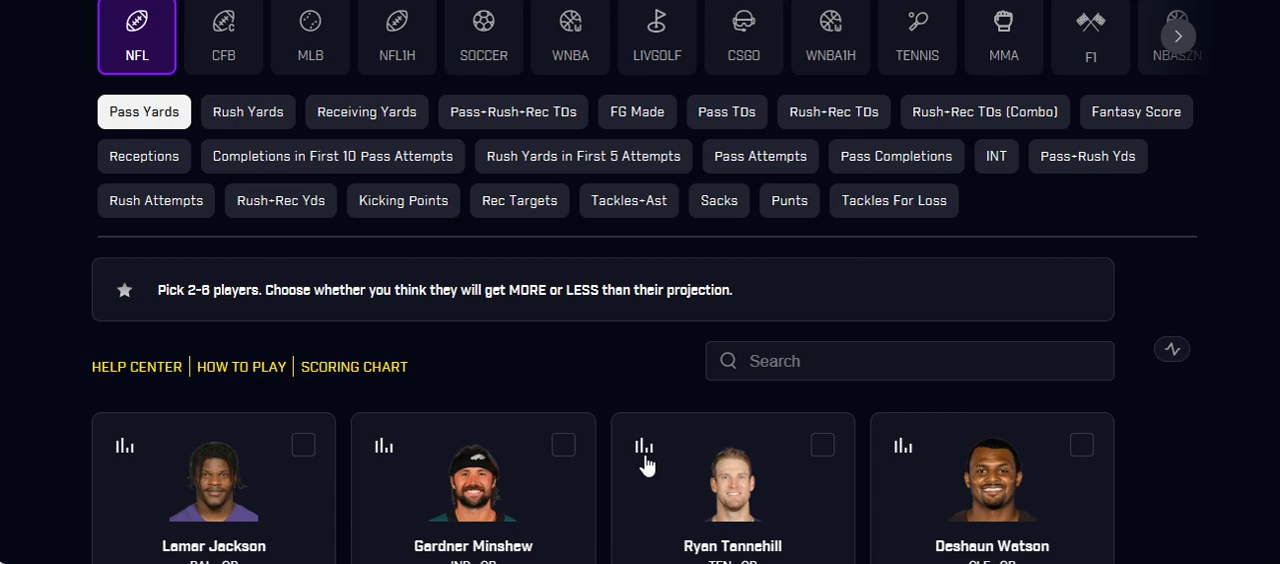 NFL CFB MLB NFL1H SOCCER WNBA LIVGOLF CSGO WNBA1H TENNIS MMA F1 NBASZN
Pass Yards Rush Yards Receiving Yards Pass+Rush+Rec TDs FG Made Pass TDs Rush+Rec TDs Rush+Rec TDs (Combo) Fantasy Score
Receptions Completions in First 10 Pass Attempts Rush Yards in First 5 Attempts Pass Attempts Pass Completions INT Pass+Rush Yds
Rush Attempts Rush+Rec Yds Kicking Points Rec Targets Tackles+Ast Sacks Punts Tackles For Loss
Pick 2-6 players. Choose whether you think they will get MORE or LESS than their projection.
HELP CENTER HOW TO PLAY SCORING CHART Search
Lamar Jackson Gardner Minshew Ryan Tannehill Deshaun Watson